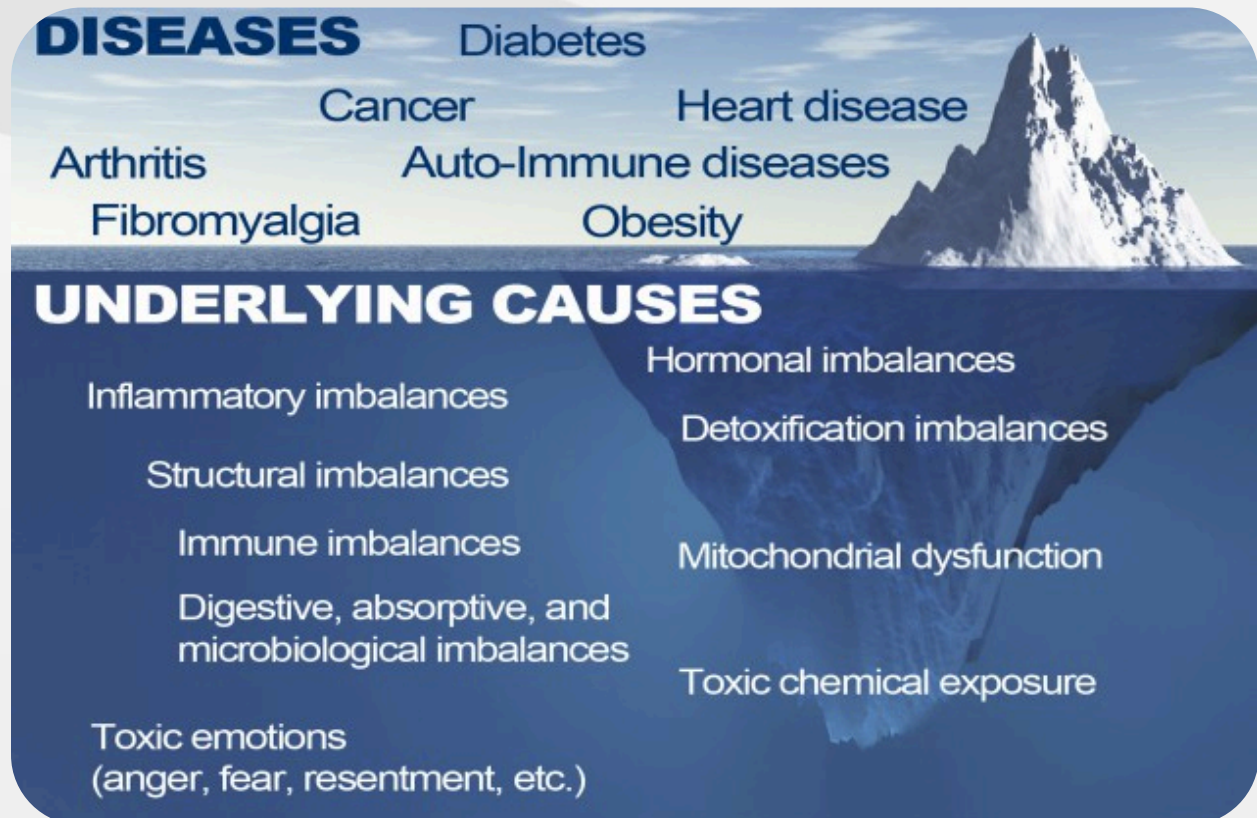 DISEASES
Diabetes
Cancer
Heart disease
Arthritis
Auto-Immune diseases
Fibromyalgia
Obesity
UNDERLYING CAUSES
Hormonal imbalances
Inflammatory imbalances
Detoxification imbalances
Structural imbalances
Immune imbalances
Mitochondrial dysfunction
Digestive, absorptive, and
microbiological imbalances
Toxic chemical exposure
Toxic emotions
(anger, fear, resentment, etc.)